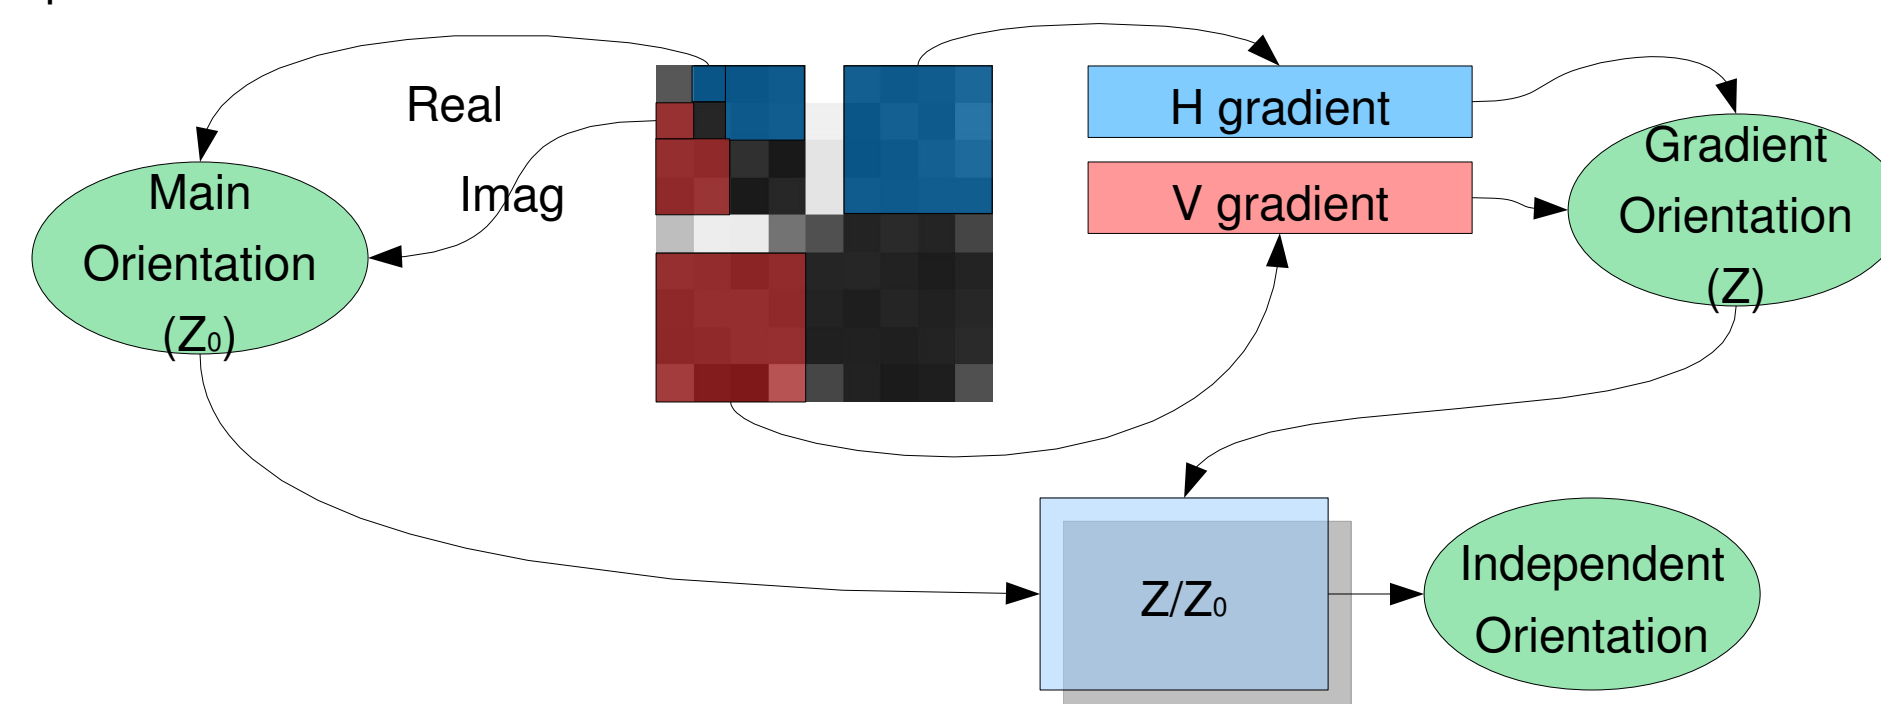 Real
Imag
Main
Orientation
(Z₀)
H gradient
V gradient
Gradient
Orientation
(Z)
Z/Z₀
Independent
Orientation